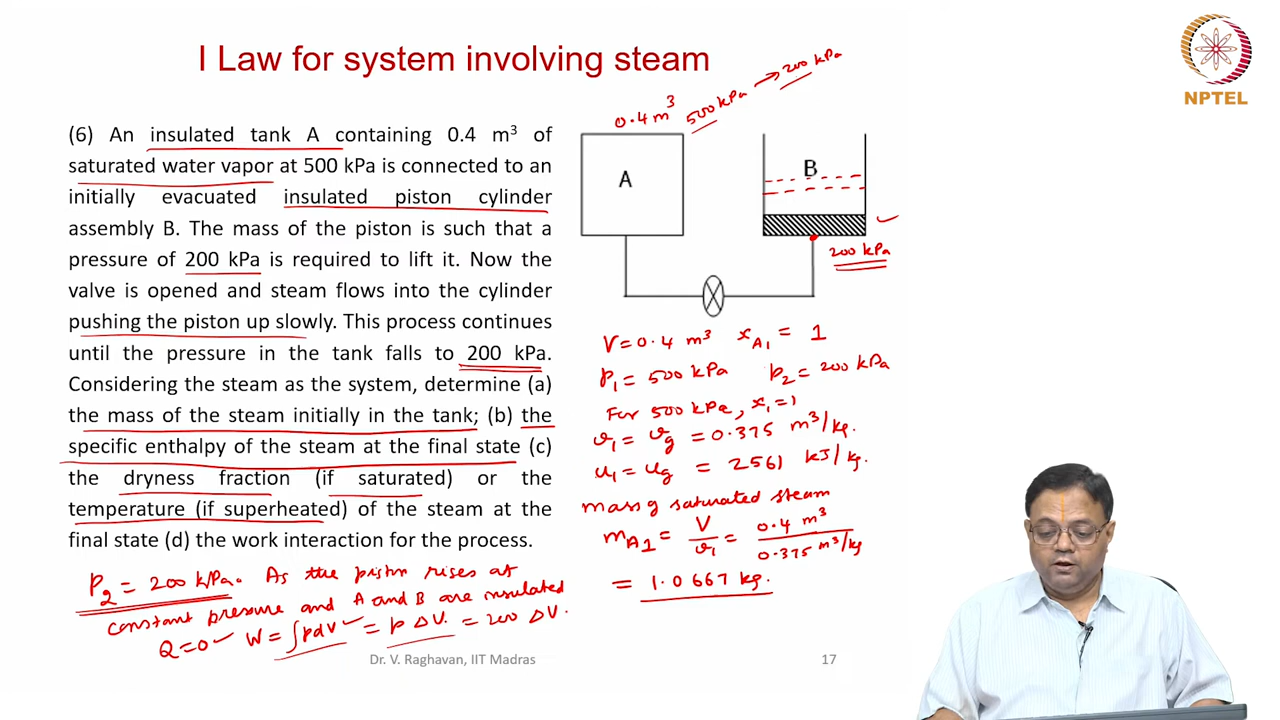 I Law for system involving steam
NPTEL
(6) An insulated tank A containing 0.4 m³ of
saturated water vapor at 500 kPa is connected to an
initially evacuated insulated piston cylinder
assembly B. The mass of the piston is such that a
pressure of 200 kPa is required to lift it. Now the
valve is opened and steam flows into the cylinder
pushing the piston up slowly. This process continues
until the pressure in the tank falls to 200 kPa.
Considering the steam as the system, determine (a)
the mass of the steam initially in the tank; (b) the
specific enthalpy of the steam at the final state (c)
the dryness fraction (if saturated) or the
temperature (if superheated) of the steam at the
final state (d) the work interaction for the process.
P₂ = 200 kPa. As the piston rises at
constant pressure and A and B are insulated
Q=0 W = ∫pdV = p ΔV. = 200 ΔV.
0.4 m³ 500 kPa → 200 kPa
A
B
200 kPa
V = 0.4 m³ x_A₁ = 1
p₁ = 500 kPa p₂ = 200 kPa
For 500 kPa, x₁=1
v₁ = v_g = 0.375 m³/kg.
u₁ = u_g = 2561 kJ/kg.
mass of saturated steam
m_A1 = V/v₁ = 0.4 m³ / 0.375 m³/kg
= 1.0667 kg.
Dr. V. Raghavan, IIT Madras
17